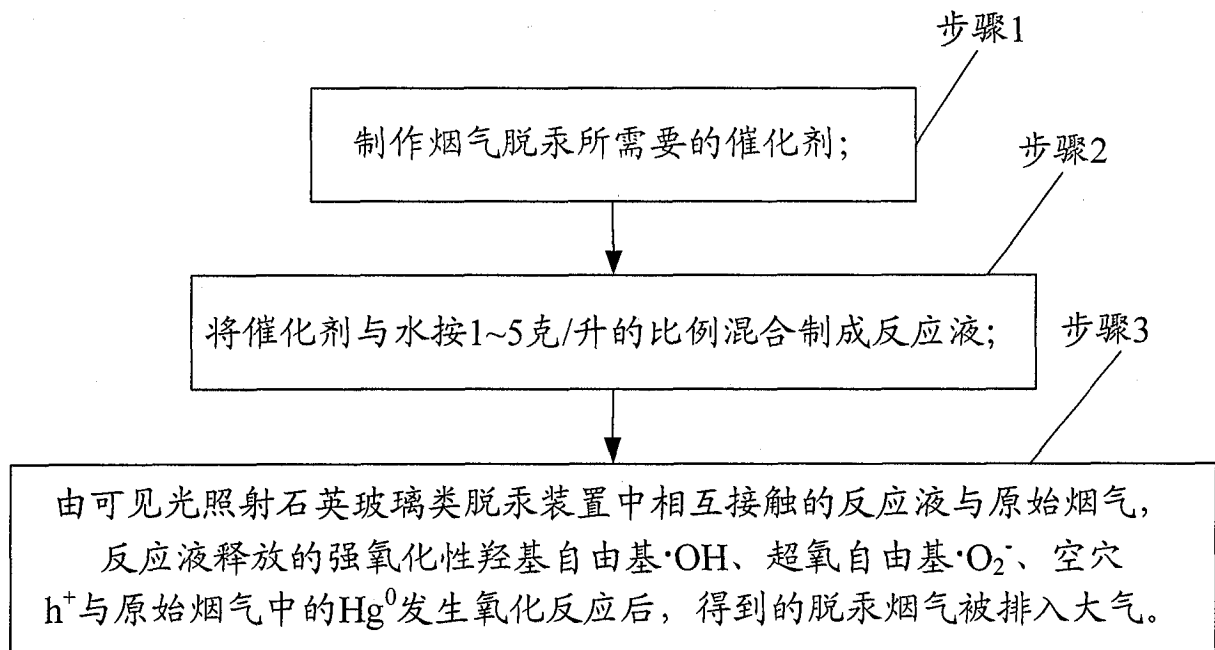 步骤1
制作烟气脱汞所需要的催化剂；
步骤2
将催化剂与水按1~5克/升的比例混合制成反应液；
步骤3
由可见光照射石英玻璃类脱汞装置中相互接触的反应液与原始烟气，
反应液释放的强氧化性羟基自由基·OH、超氧自由基·O₂⁻、空穴
h⁺与原始烟气中的Hg⁰发生氧化反应后，得到的脱汞烟气被排入大气。